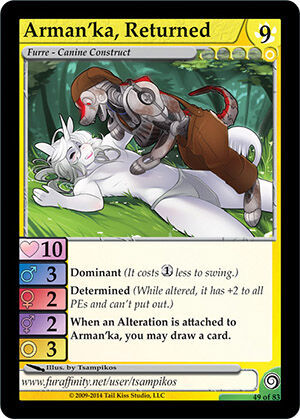 Arman'ka, Returned
9
Furre - Canine Construct
10
3
Dominant (It costs 1 less to swing.)
2
Determined (While altered, it has +2 to all
PEs and can't put out.)
2
When an Alteration is attached to
Arman'ka, you may draw a card.
3
Illus. by Tsampikos
www.furaffinity.net/user/tsampikos
© 2009-2014 Tail Kiss Studio, LLC
49 of 83